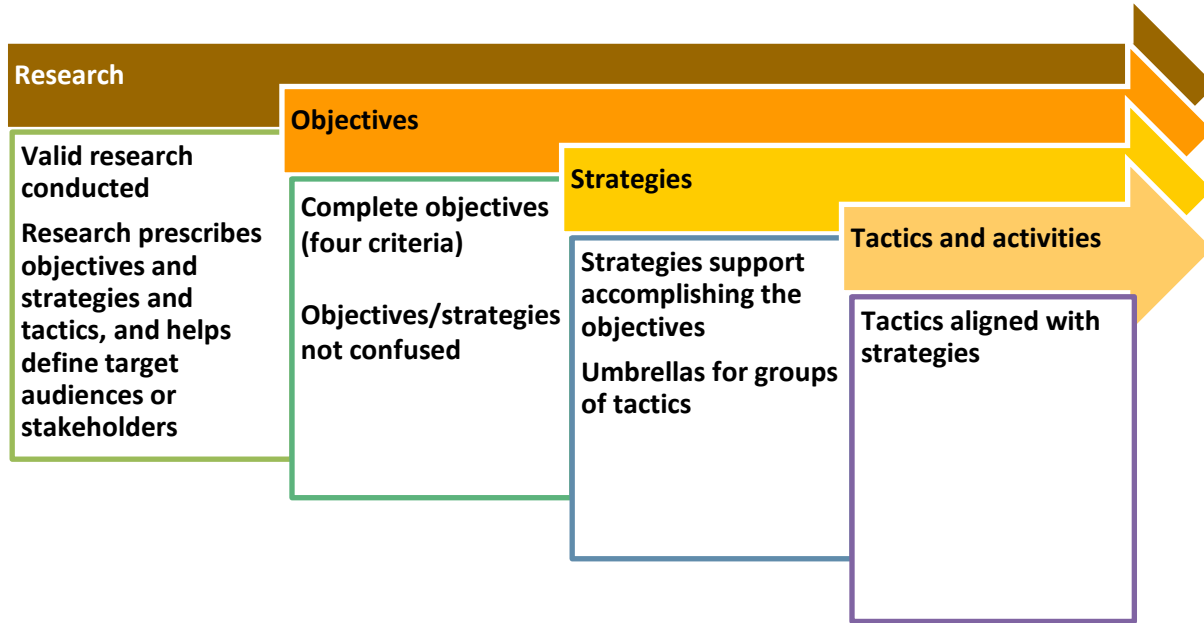 Research
Valid research
conducted
Research prescribes
objectives and
strategies and
tactics, and helps
define target
audiences or
stakeholders
Objectives
Complete objectives
(four criteria)
Objectives/strategies
not confused
Strategies
Strategies support
accomplishing the
objectives
Umbrellas for groups
of tactics
Tactics and activities
Tactics aligned with
strategies